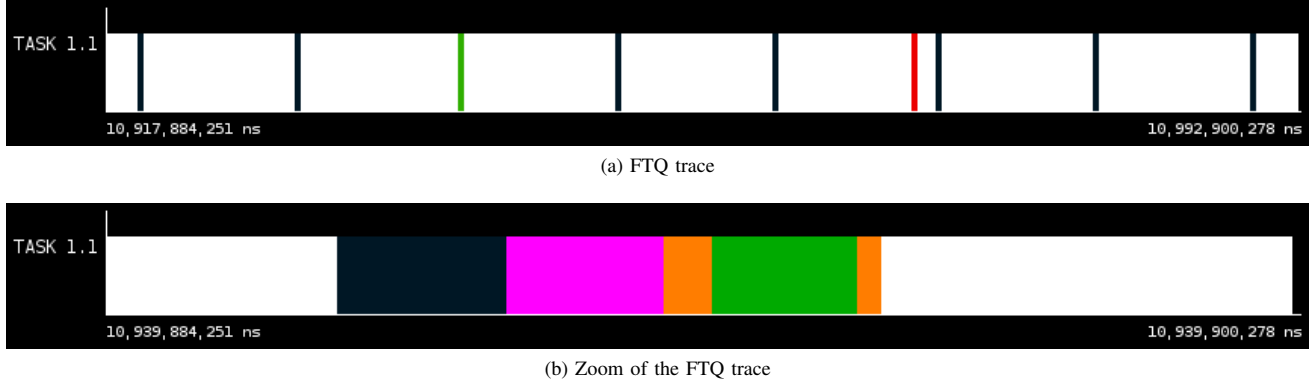 TASK 1.1
10,917,884,251 ns 10,992,900,278 ns
(a) FTQ trace
TASK 1.1
10,939,884,251 ns 10,939,900,278 ns
(b) Zoom of the FTQ trace